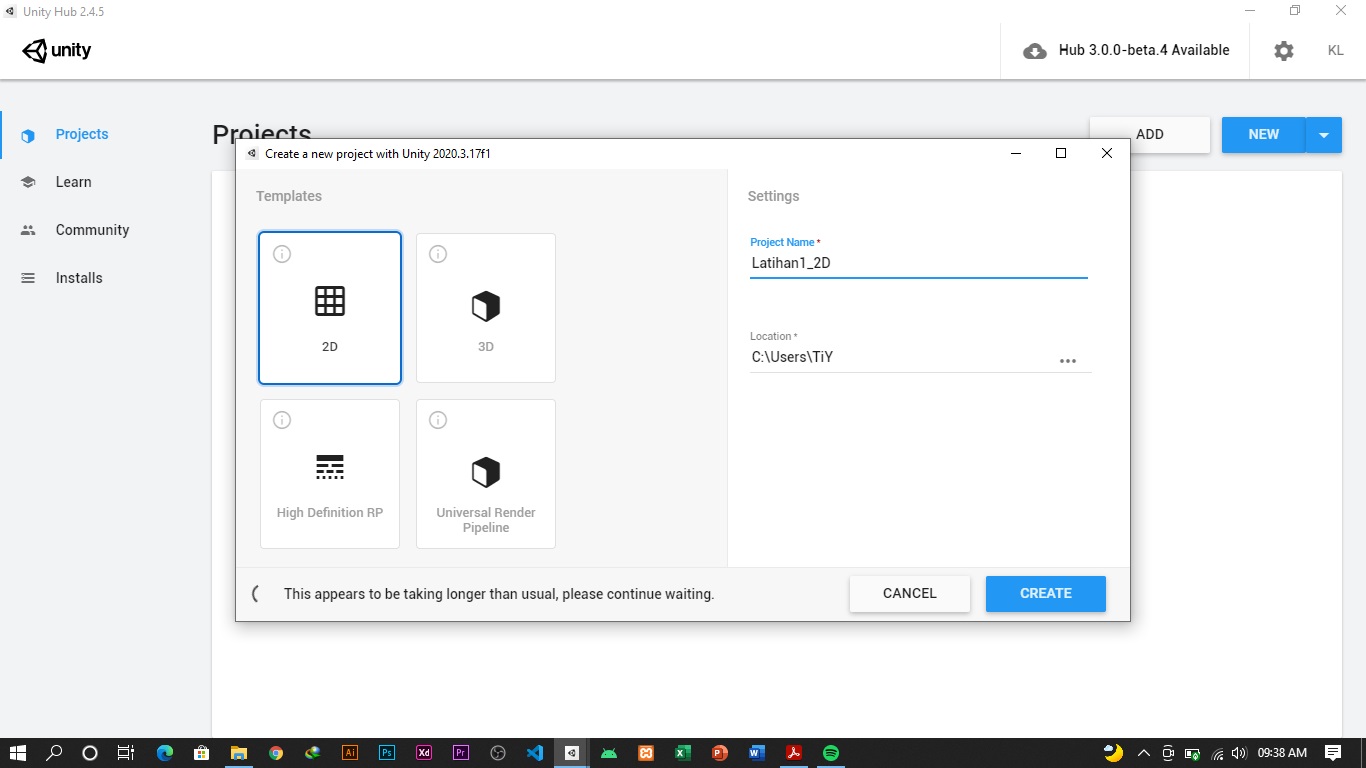 Unity Hub 2.4.5
unity
Hub 3.0.0-beta.4 Available
KL
Projects
Learn
Community
Installs
Projects
ADD
NEW
Create a new project with Unity 2020.3.17f1
Templates
2D
3D
High Definition RP
Universal Render
Pipeline
Settings
Project Name *
Latihan1_2D
Location *
C:\Users\TiY
This appears to be taking longer than usual, please continue waiting.
CANCEL
CREATE
Ai
Ps
Xd
Pr
09:38 AM